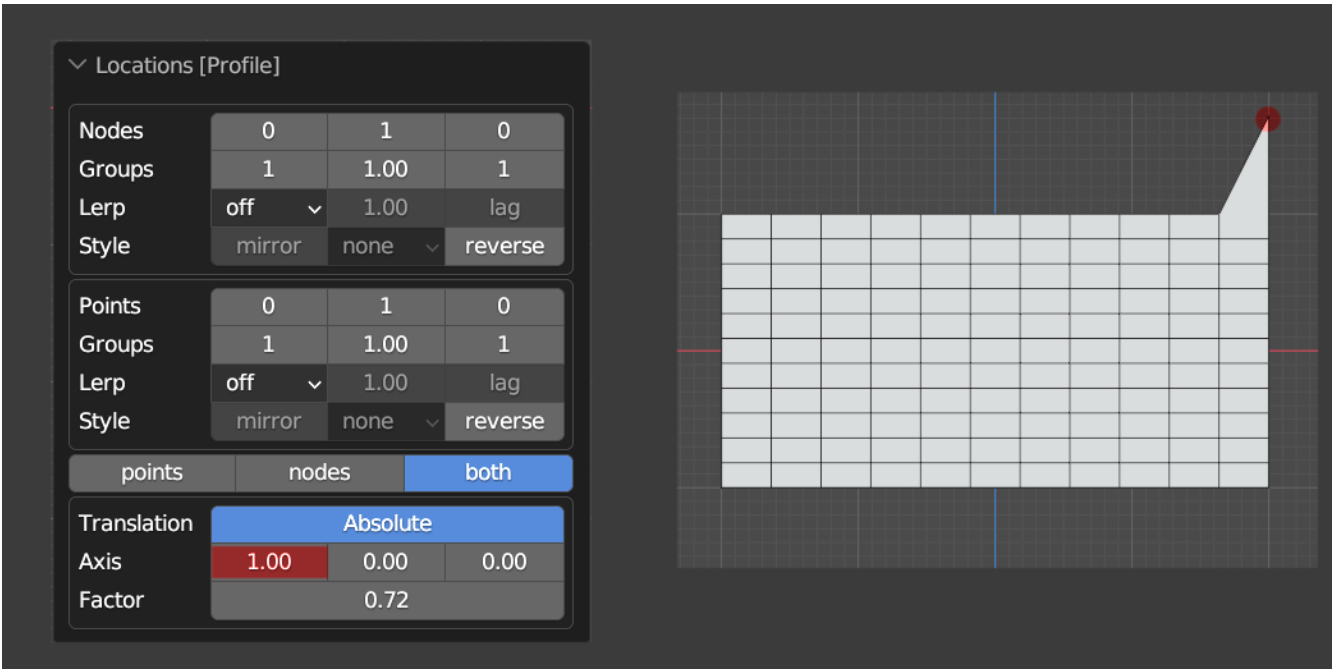 Locations [Profile]
Nodes 0 1 0
Groups 1 1.00 1
Lerp off 1.00 lag
Style mirror none reverse
Points 0 1 0
Groups 1 1.00 1
Lerp off 1.00 lag
Style mirror none reverse
points nodes both
Translation Absolute
Axis 1.00 0.00 0.00
Factor 0.72